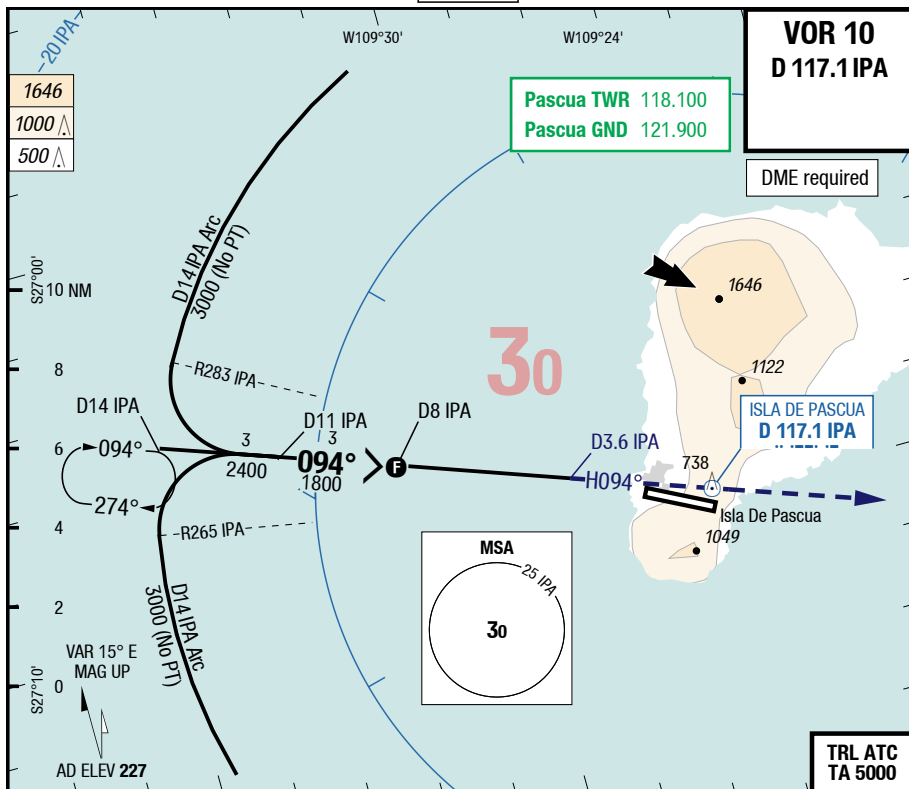 20 IPA
W109°30'
W109°24'
VOR 10
D 117.1 IPA
1646
1000
500
Pascua TWR 118.100
Pascua GND 121.900
DME required
S27°00'
10 NM
D14 IPA Arc
3000 (No PT)
1646
30
8
R283 IPA
1122
D14 IPA
D11 IPA
D8 IPA
ISLA DE PASCUA
D 117.1 IPA
6
094°
3
2400
094°
3
1800
F
D3.6 IPA
H094°
738
274°
Isla De Pascua
4
R265 IPA
1049
MSA
25 IPA
30
2
D14 IPA Arc
3000 (No PT)
VAR 15° E
MAG UP
0
S27°10'
AD ELEV 227
TRL ATC
TA 5000